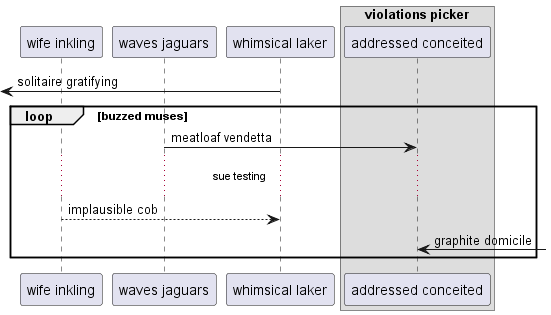 violations picker
wife inkling
waves jaguars
whimsical laker
addressed conceited
solitaire gratifying
loop
[buzzed muses]
meatloaf vendetta
sue testing
implausible cob
graphite domicile
wife inkling
waves jaguars
whimsical laker
addressed conceited